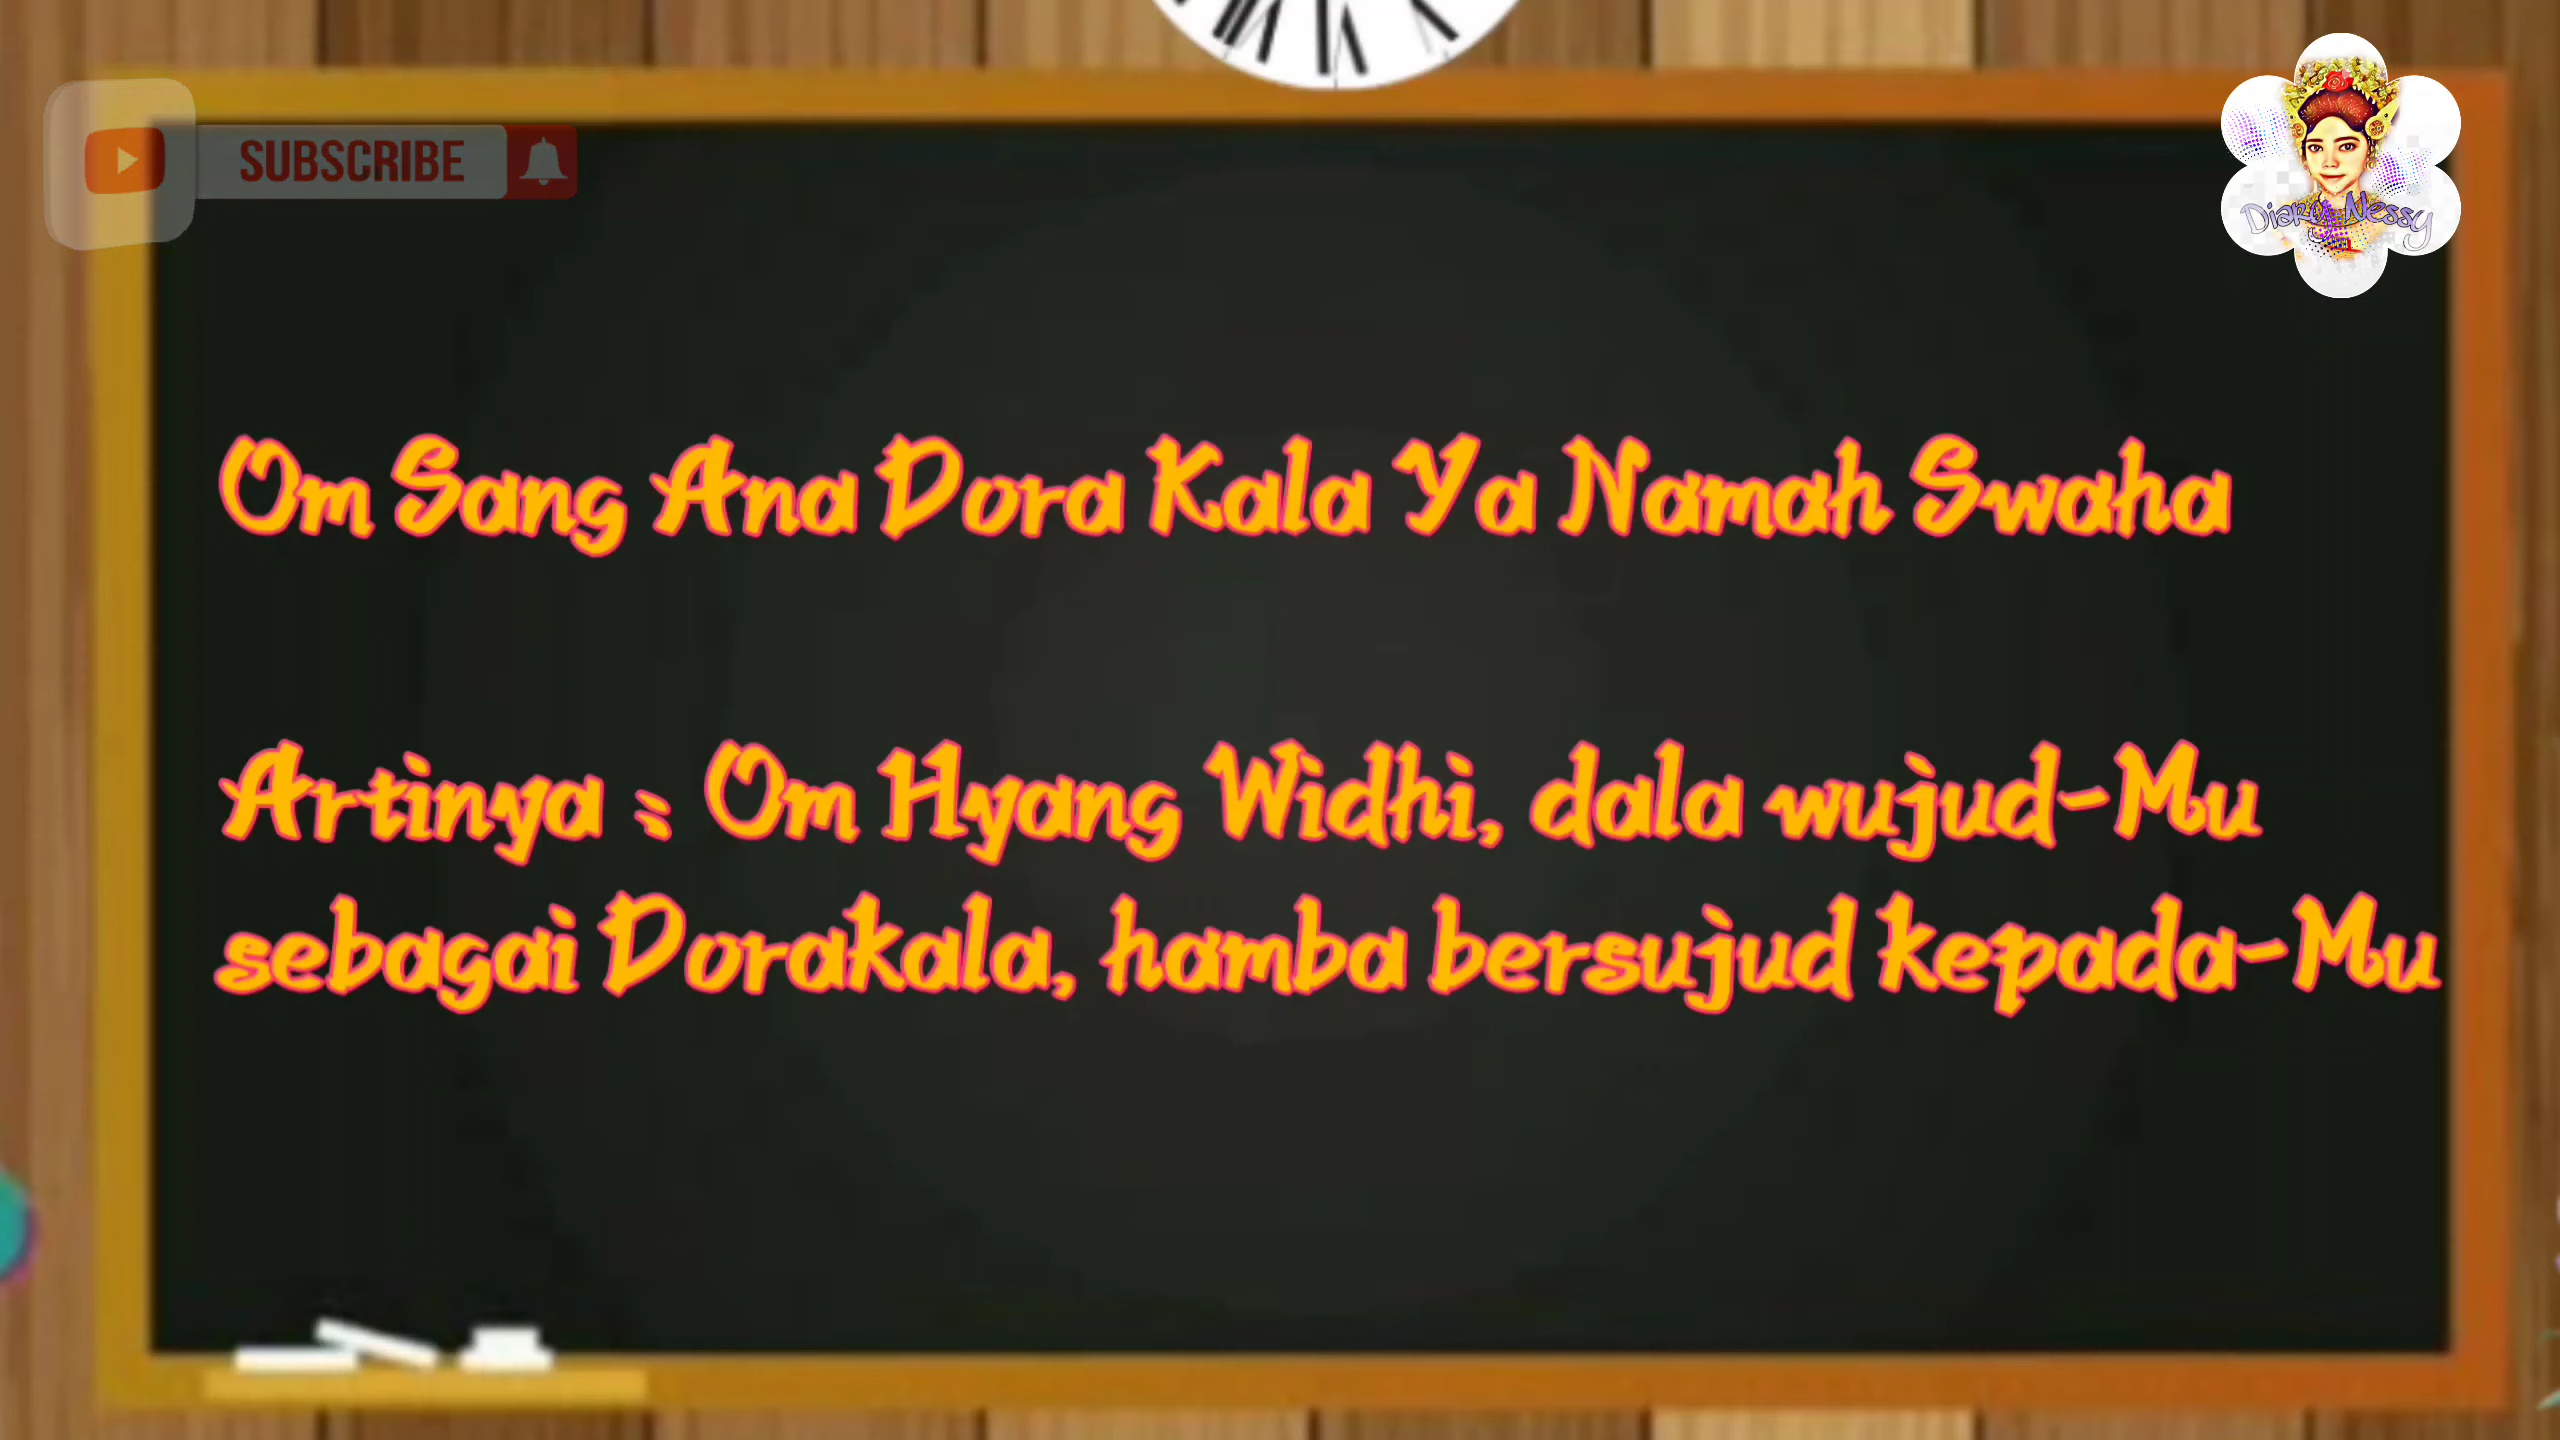 SUBSCRIBE
Diary Nessy
Om Sang Ana Dora Kala Ya Namah Swaha
Artinya : Om Hyang Widhi, dala wujud-Mu
sebagai Dorakala, hamba bersujud kepada-Mu